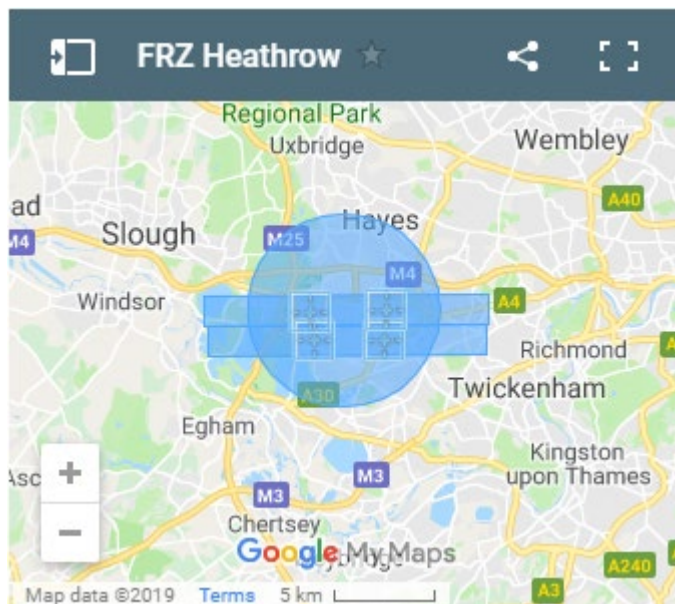 FRZ Heathrow
Regional Park
Uxbridge
Wembley
ad
A40
Hayes
M4
Slough
M25
M4
Windsor
A4
Richmond
A
A30
Twickenham
Egham
Kingston
upon Thames
Asc
M3
M3
Chertsey
Google My Maps
A3
A240
Map data ©2019 Terms 5 km